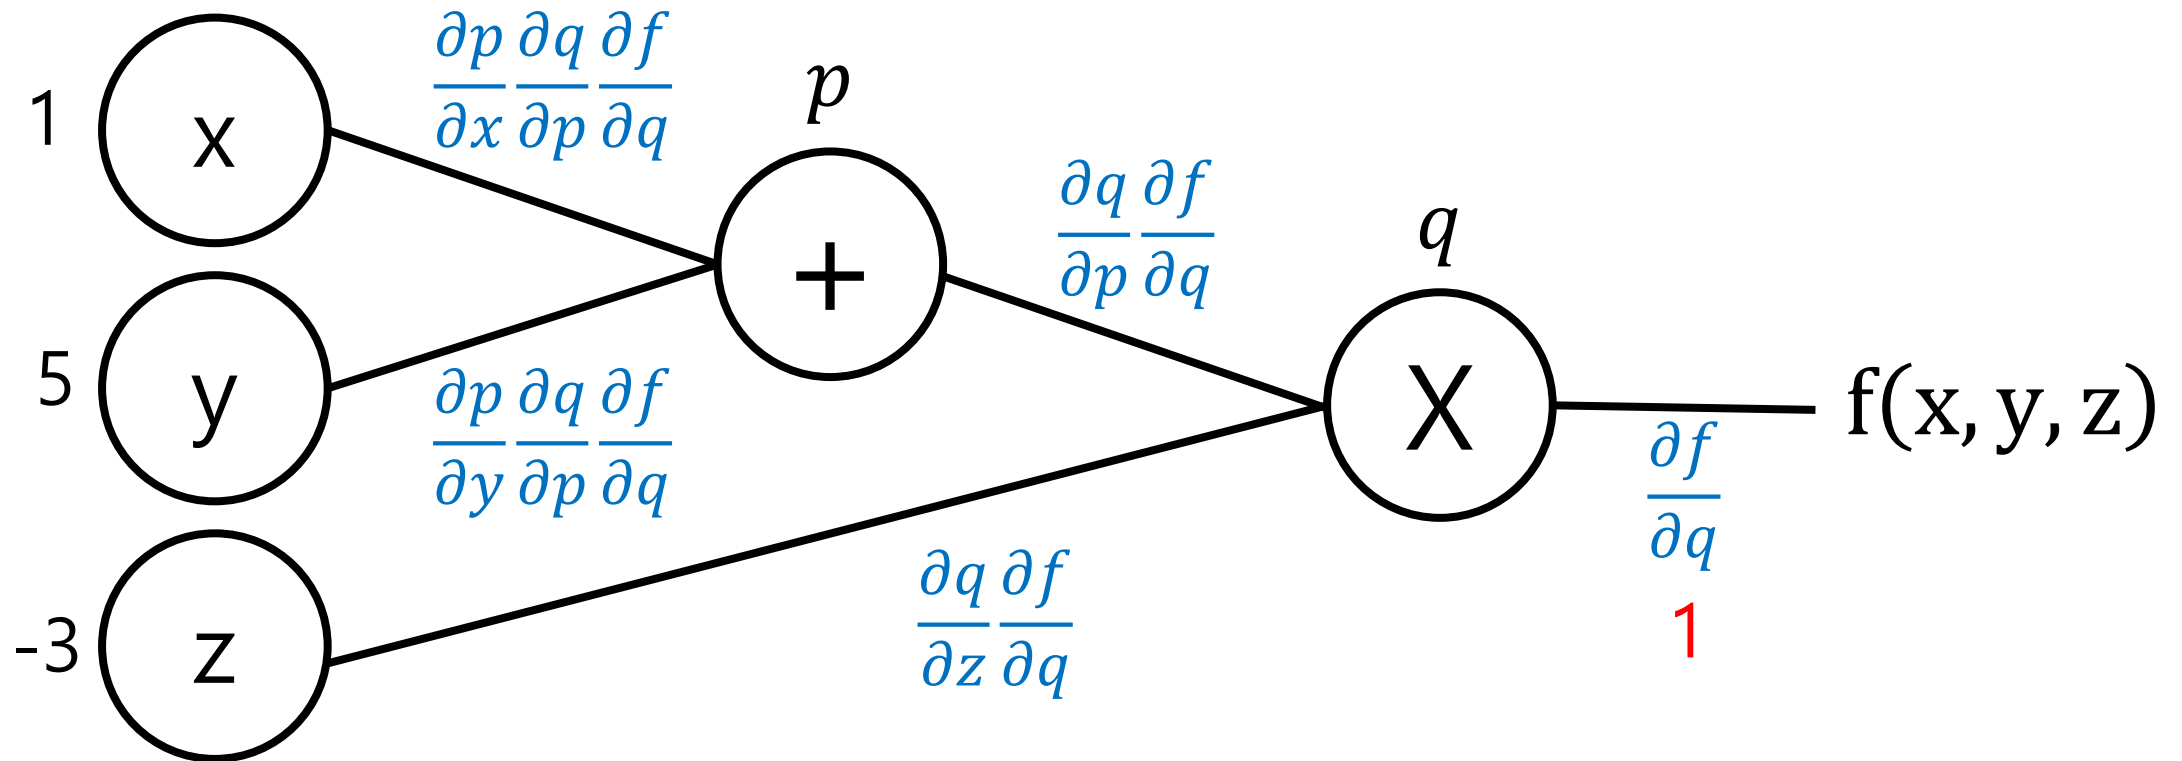 1
x
∂p/∂x ∂q/∂p ∂f/∂q
p
+
∂q/∂p ∂f/∂q
q
X
f(x, y, z)
∂f/∂q
1
5
y
∂p/∂y ∂q/∂p ∂f/∂q
-3
z
∂q/∂z ∂f/∂q